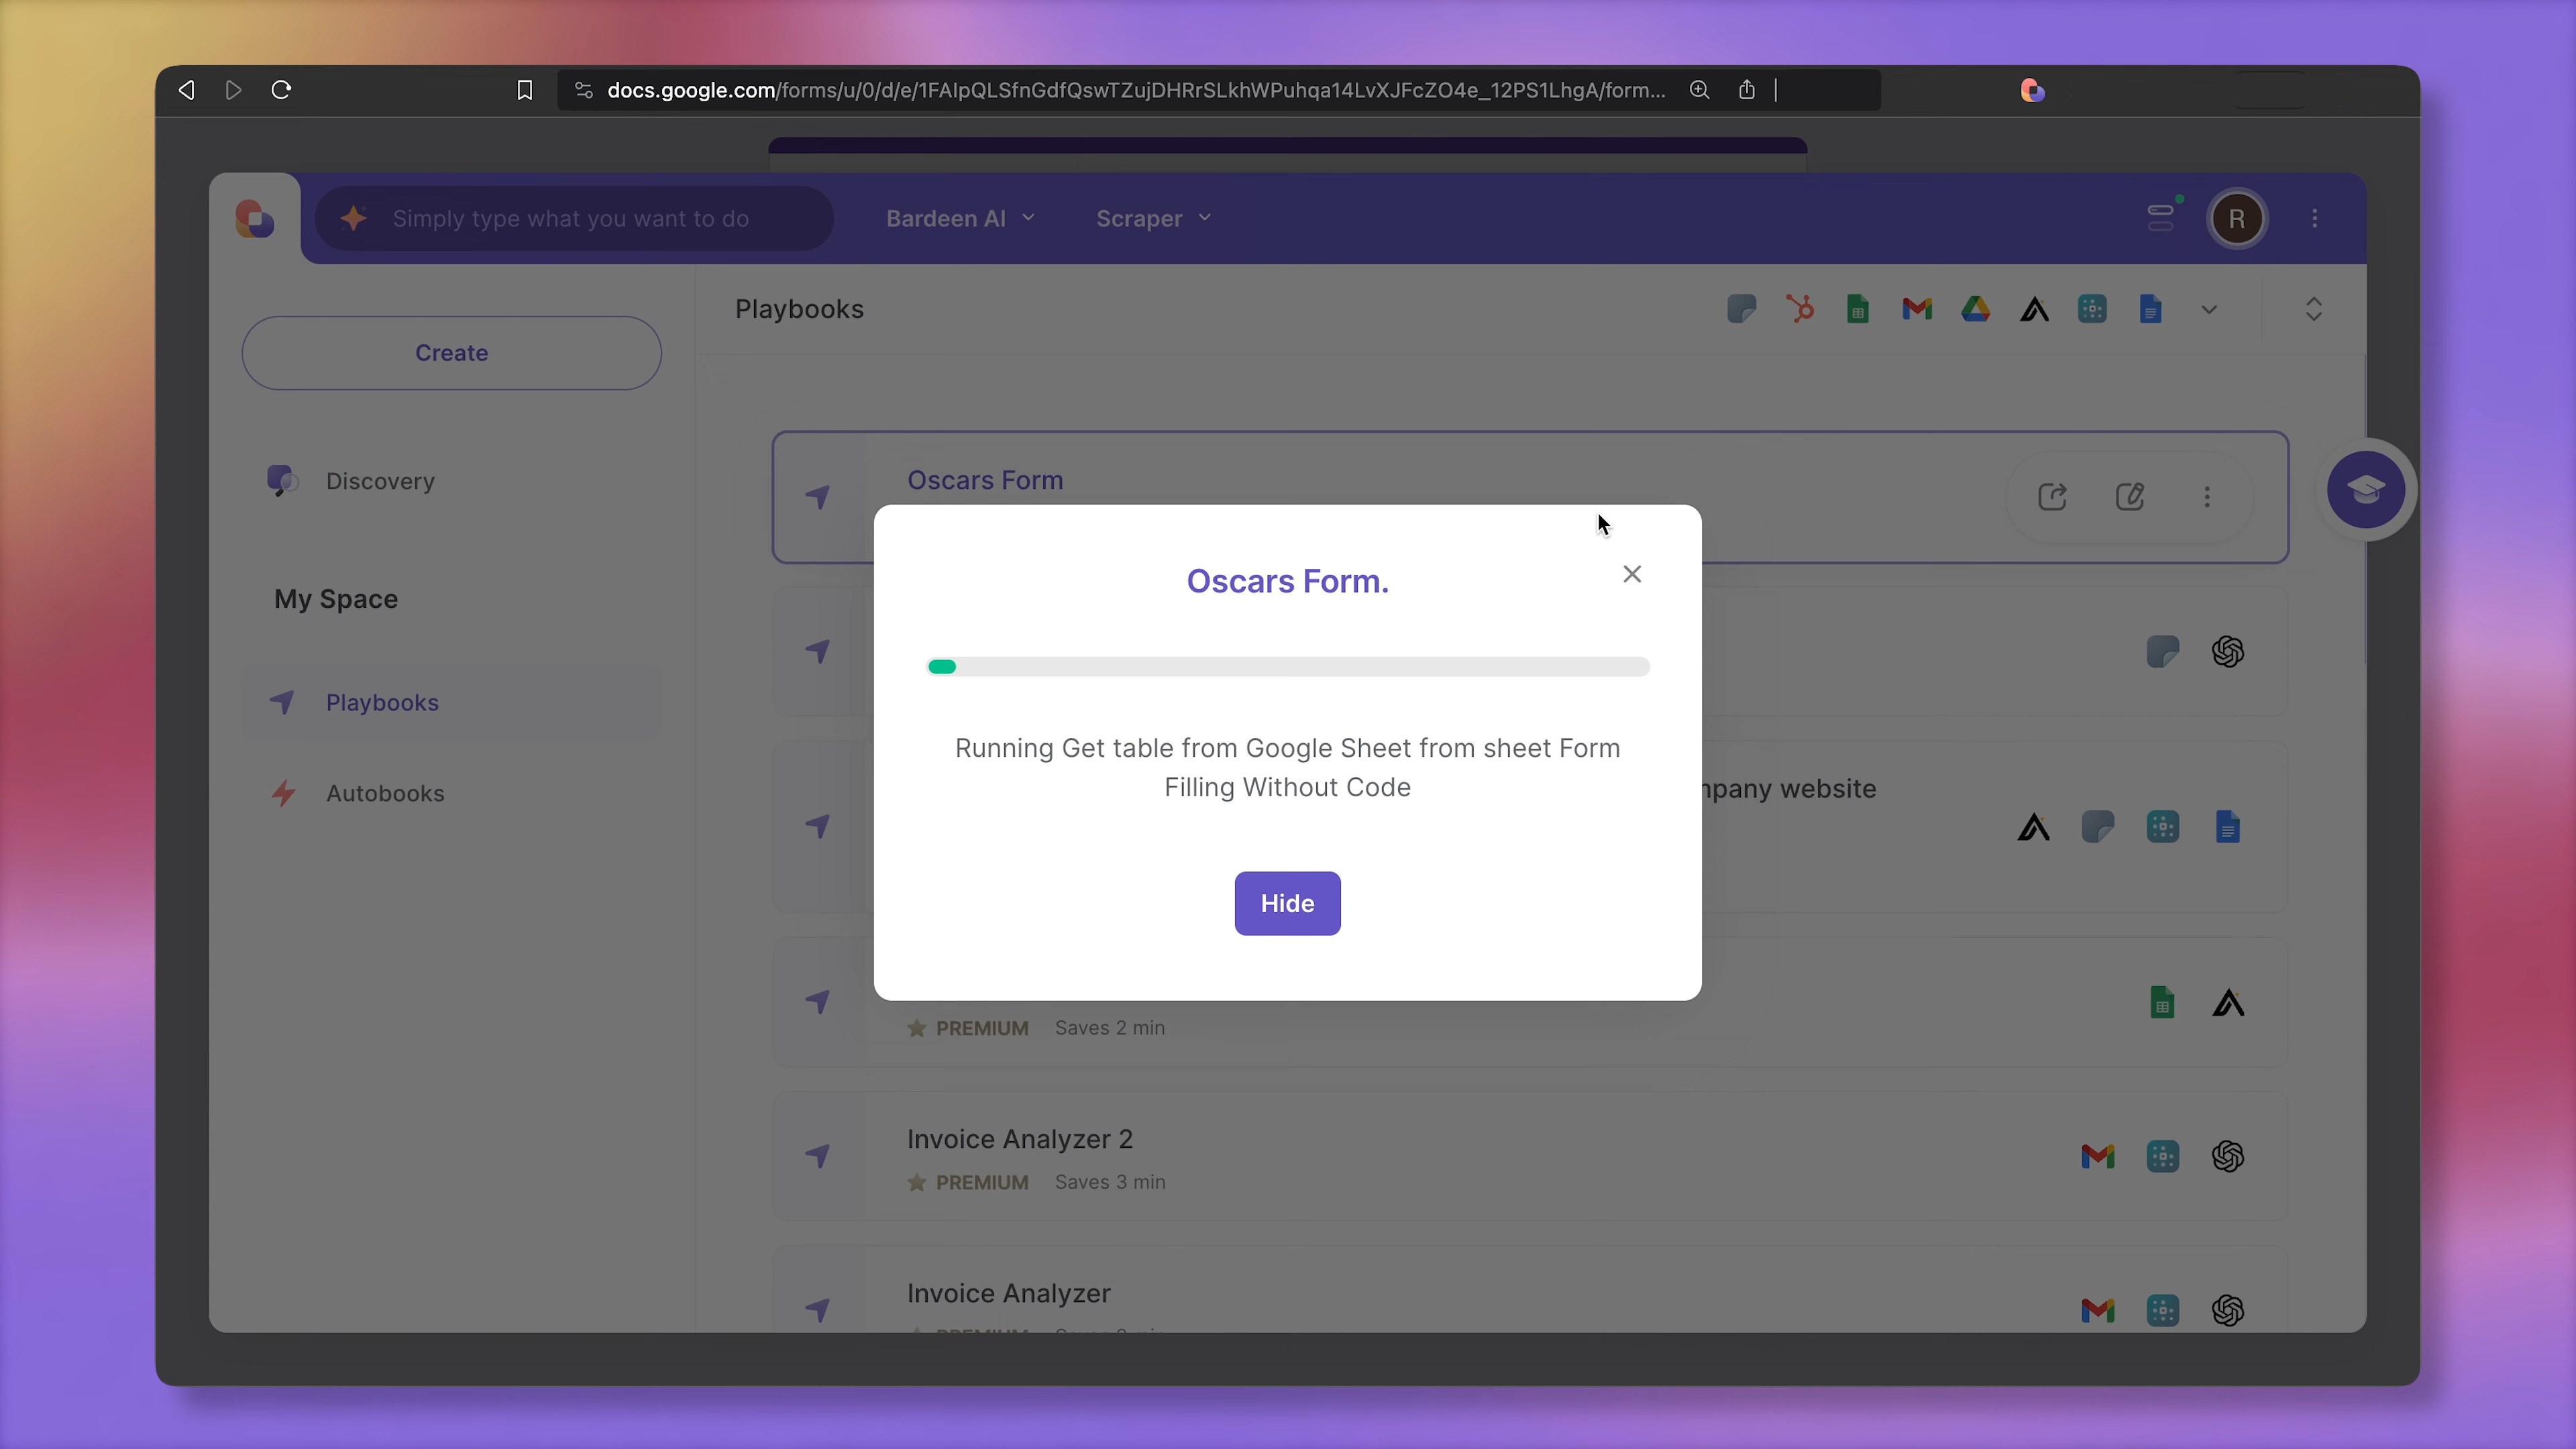 docs.google.com/forms/u/0/d/e/1FAIpQLSfnGdfQswTZujDHRrSLkhWPuhqa14LvXJFcZO4e_12PS1LhgA/form...
Simply type what you want to do
Bardeen AI
Scraper
R
Create
Discovery
My Space
Playbooks
Autobooks
Playbooks
Oscars Form
Oscars Form.
Running Get table from Google Sheet from sheet Form
Filling Without Code
Hide
website
PREMIUM Saves 2 min
Invoice Analyzer 2
PREMIUM Saves 3 min
Invoice Analyzer